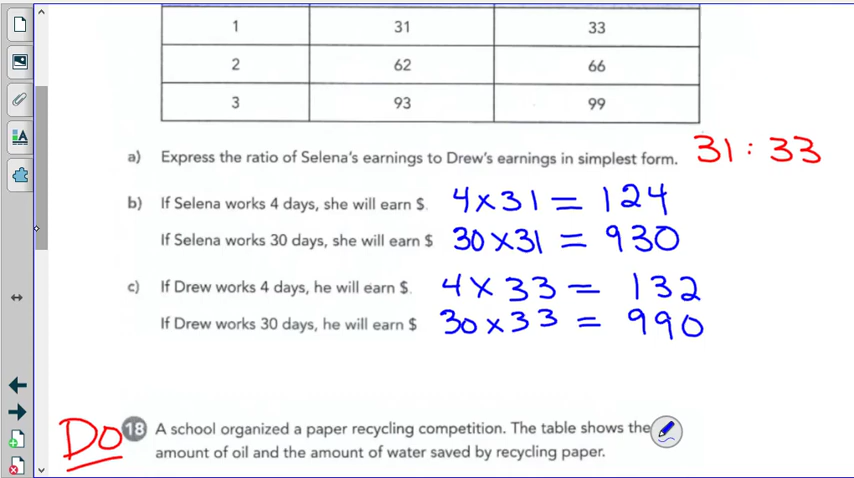 1 31 33
2 62 66
3 93 99
a) Express the ratio of Selena's earnings to Drew's earnings in simplest form. 31 : 33
b) If Selena works 4 days, she will earn $. 4 x 31 = 124
If Selena works 30 days, she will earn $ 30 x 31 = 930
c) If Drew works 4 days, he will earn $. 4 x 33 = 132
If Drew works 30 days, he will earn $ 30 x 33 = 990
DO 18 A school organized a paper recycling competition. The table shows the
amount of oil and the amount of water saved by recycling paper.